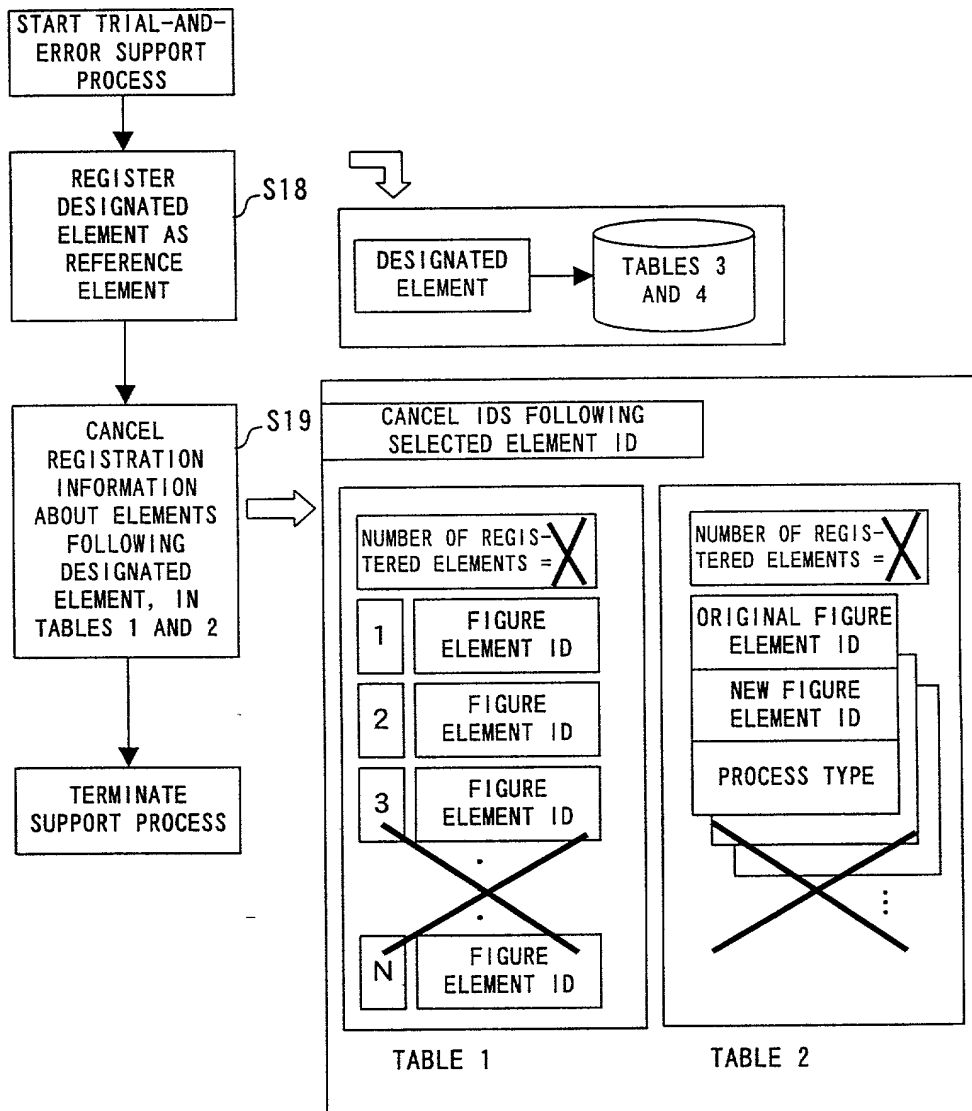 START TRIAL-AND-
ERROR SUPPORT
PROCESS
REGISTER
DESIGNATED
ELEMENT AS
REFERENCE
ELEMENT
S18
DESIGNATED
ELEMENT
TABLES 3
AND 4
CANCEL
REGISTRATION
INFORMATION
ABOUT ELEMENTS
FOLLOWING
DESIGNATED
ELEMENT, IN
TABLES 1 AND 2
S19
TERMINATE
SUPPORT PROCESS
CANCEL IDS FOLLOWING
SELECTED ELEMENT ID
NUMBER OF REGIS-
TERED ELEMENTS =
1
FIGURE
ELEMENT ID
2
FIGURE
ELEMENT ID
3
FIGURE
ELEMENT ID
N
FIGURE
ELEMENT ID
TABLE 1
NUMBER OF REGIS-
TERED ELEMENTS =
ORIGINAL FIGURE
ELEMENT ID
NEW FIGURE
ELEMENT ID
PROCESS TYPE
TABLE 2